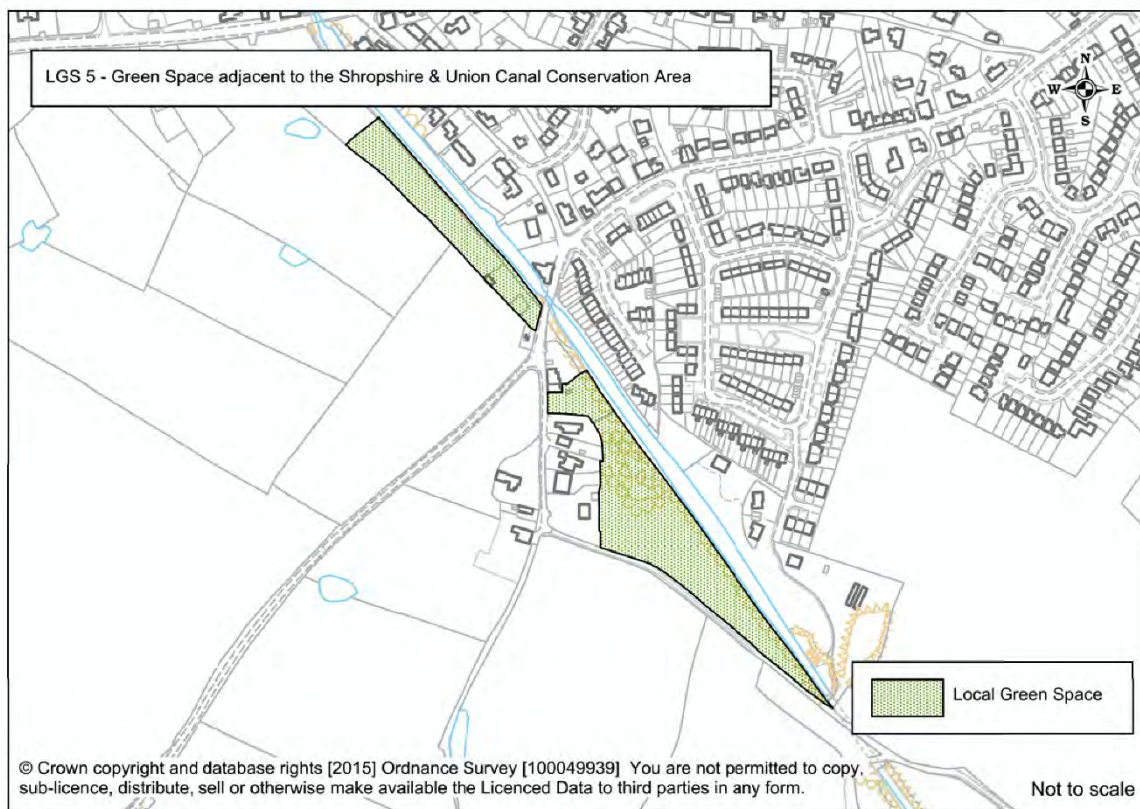 LGS 5 - Green Space adjacent to the Shropshire & Union Canal Conservation Area
N
W E
S
Local Green Space
© Crown copyright and database rights [2015] Ordnance Survey [100049939] You are not permitted to copy,
sub-licence, distribute, sell or otherwise make available the Licenced Data to third parties in any form.
Not to scale